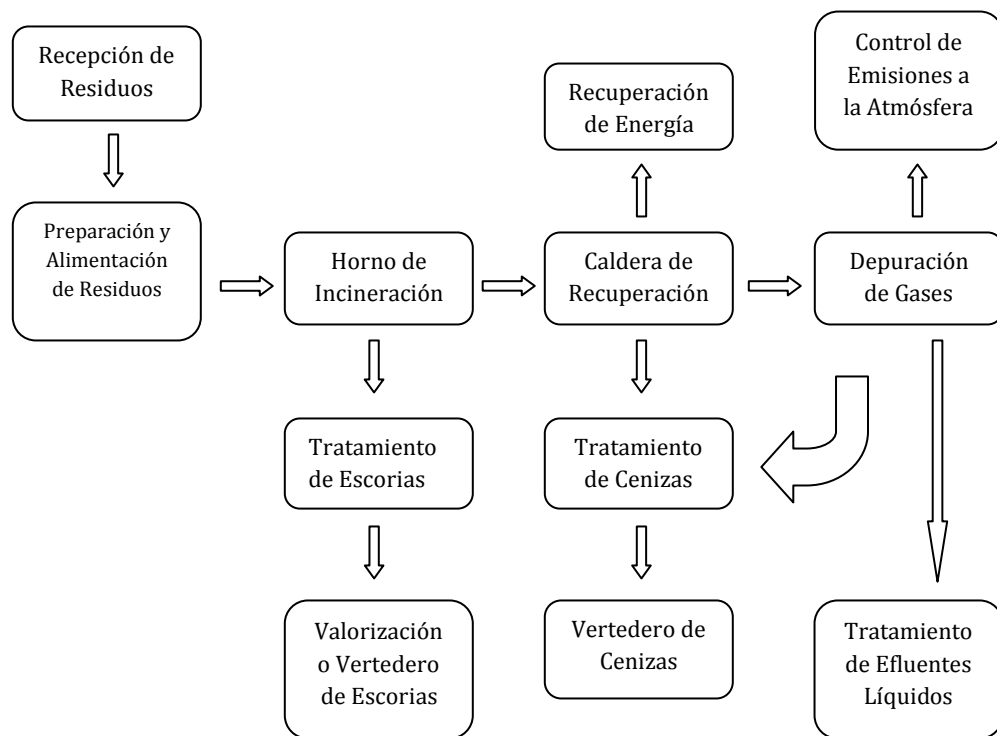 Recepción de
Residuos
Preparación y
Alimentación
de Residuos
Horno de
Incineración
Caldera de
Recuperación
Depuración
de Gases
Recuperación
de Energía
Control de
Emisiones a
la Atmósfera
Tratamiento
de Escorias
Tratamiento
de Cenizas
Valorización
o Vertedero
de Escorias
Vertedero de
Cenizas
Tratamiento
de Efluentes
Líquidos